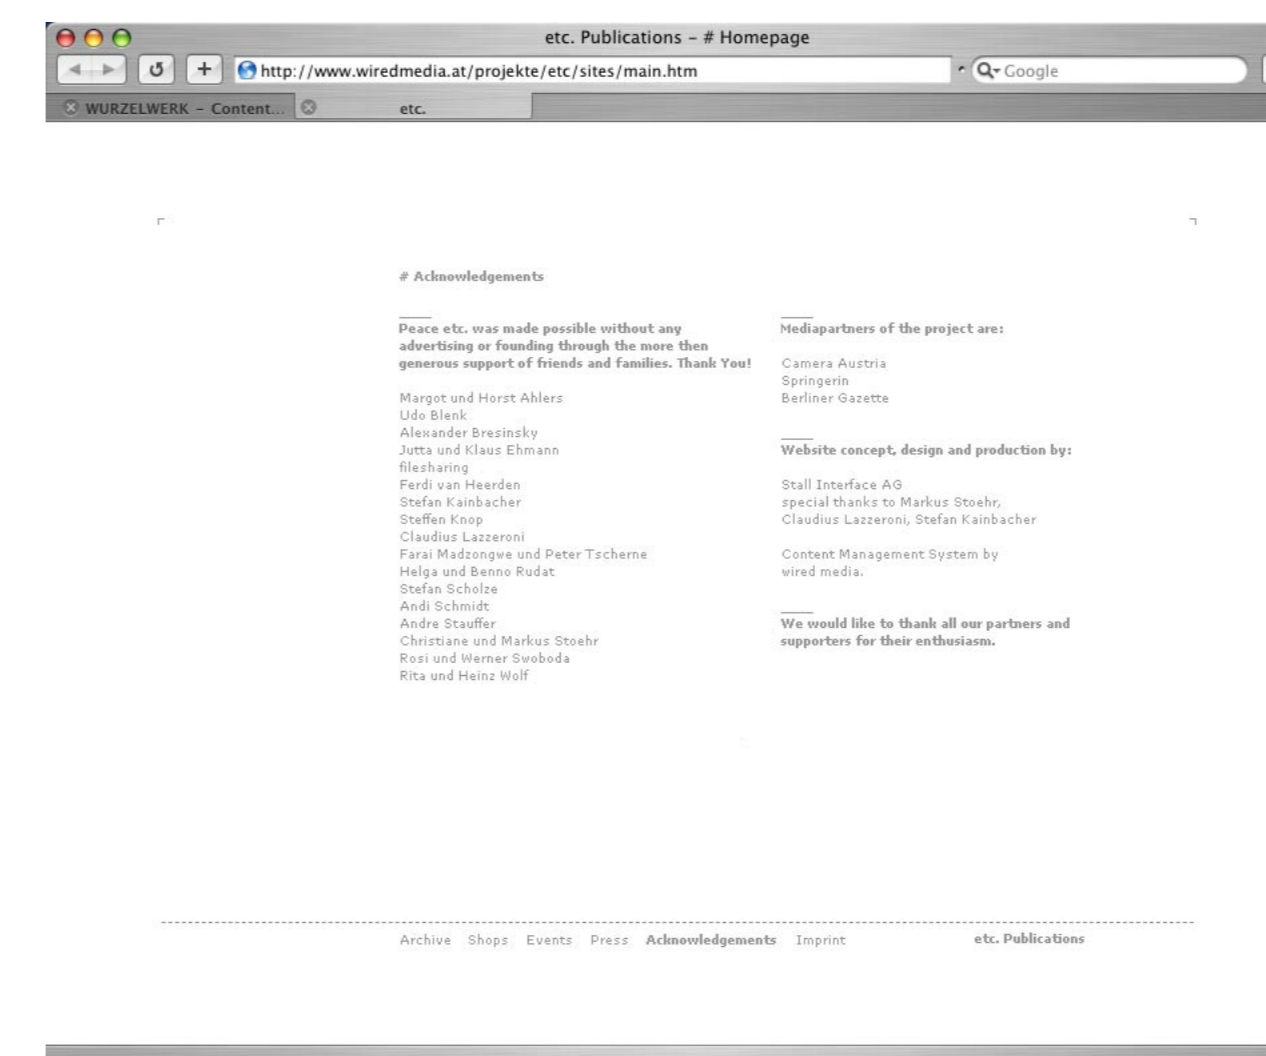 etc. Publications – # Homepage
http://www.wiredmedia.at/projekte/etc/sites/main.htm
Google
WURZELWERK – Content...
etc.
# Acknowledgements
Peace etc. was made possible without any
advertising or founding through the more then
generous support of friends and families. Thank You!
Margot und Horst Ahlers
Udo Blenk
Alexander Bresinsky
Jutta und Klaus Ehmann
filesharing
Ferdi van Heerden
Stefan Kainbacher
Steffen Knop
Claudius Lazzeroni
Farai Madzongwe und Peter Tscherne
Helga und Benno Rudat
Stefan Scholze
Andi Schmidt
Andre Stauffer
Christiane und Markus Stoehr
Rosi und Werner Swoboda
Rita und Heinz Wolf
Mediapartners of the project are:
Camera Austria
Springerin
Berliner Gazette
Website concept, design and production by:
Stall Interface AG
special thanks to Markus Stoehr,
Claudius Lazzeroni, Stefan Kainbacher
Content Management System by
wired media.
We would like to thank all our partners and
supporters for their enthusiasm.
Archive Shops Events Press Acknowledgements Imprint
etc. Publications